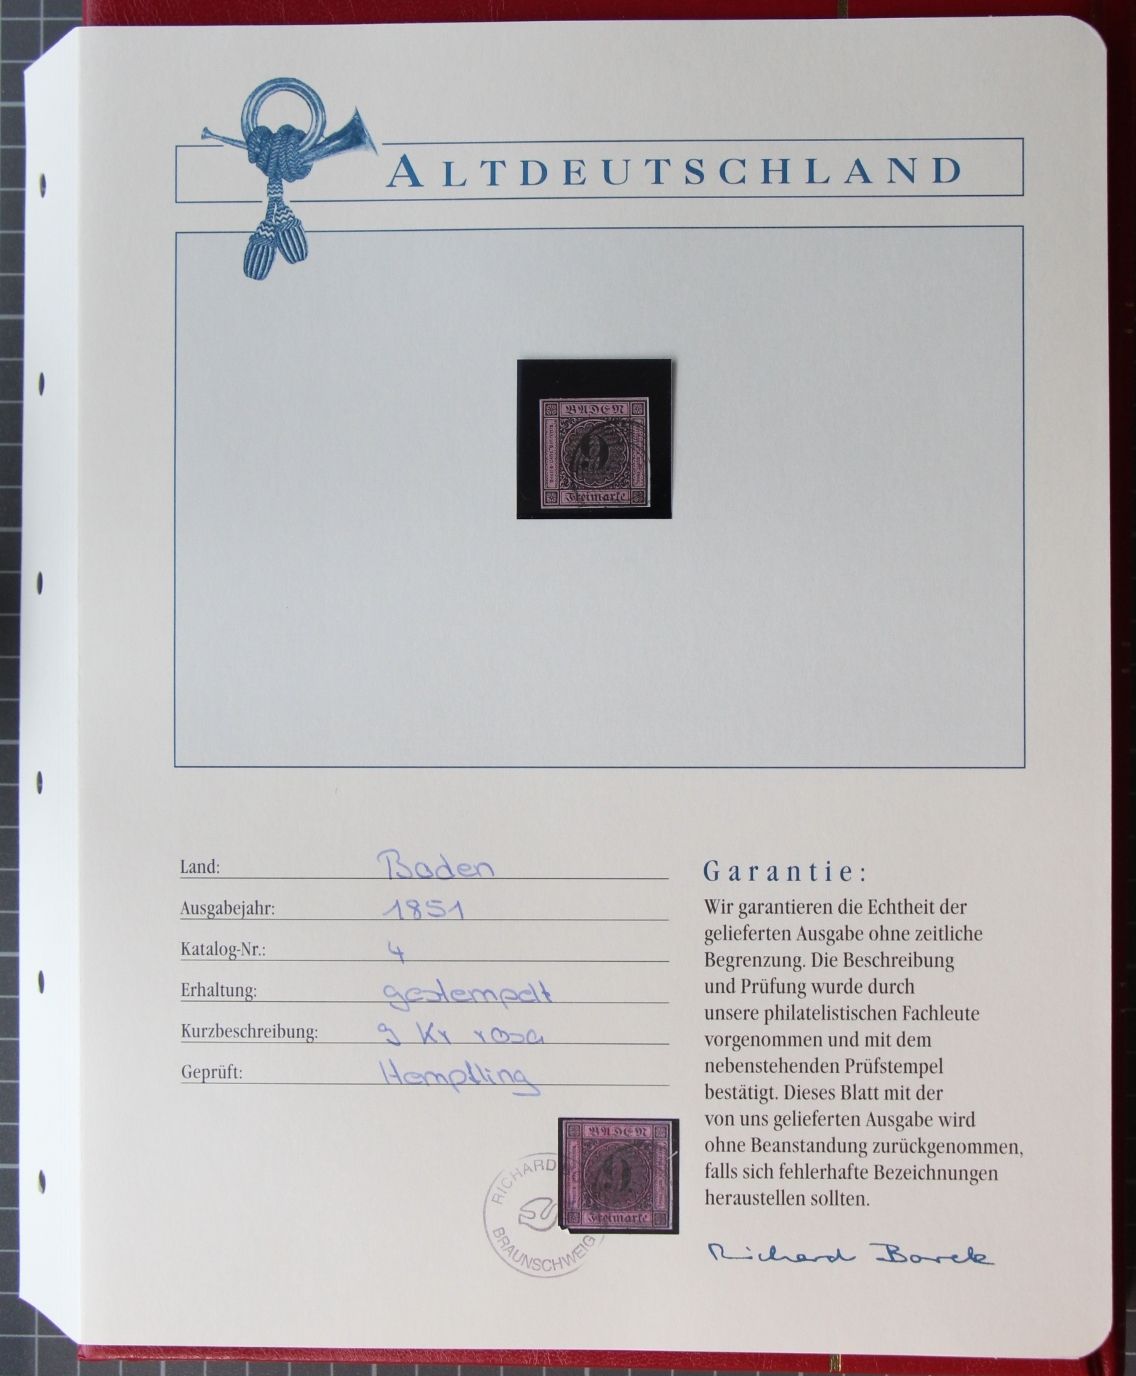 ALTDEUTSCHLAND
BADEN
9
Freimarke
Land: Baden
Ausgabejahr: 1851
Katalog-Nr.: 4
Erhaltung: gestempelt
Kurzbeschreibung: 9 Kr rosa
Geprüft: Hempfling
Garantie:
Wir garantieren die Echtheit der
gelieferten Ausgabe ohne zeitliche
Begrenzung. Die Beschreibung
und Prüfung wurde durch
unsere philatelistischen Fachleute
vorgenommen und mit dem
nebenstehenden Prüfstempel
bestätigt. Dieses Blatt mit der
von uns gelieferten Ausgabe wird
ohne Beanstandung zurückgenommen,
falls sich fehlerhafte Bezeichnungen
herausstellen sollten.
Richard Borek
BADEN
9
Freimarke
RICHARD
BRAUNSCHWEIG